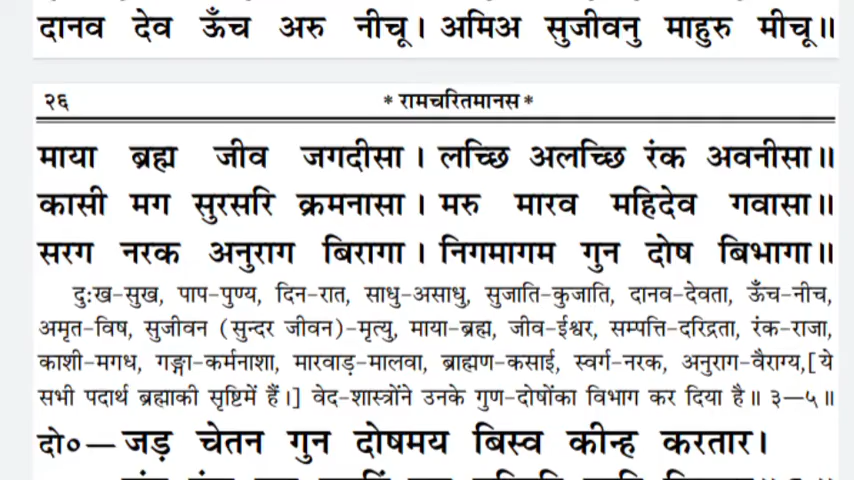 दानव देव ऊँच अरु नीचू। अमिअ सुजीवनु माहुरु मीचू॥
२६ * रामचरितमानस *
माया ब्रह्म जीव जगदीसा। लच्छि अलच्छि रंक अवनीसा॥
कासी मग सुरसरि क्रमनासा। मरु मारव महिदेव गवासा॥
सरग नरक अनुराग बिरागा। निगमागम गुन दोष बिभागा॥
दुःख-सुख, पाप-पुण्य, दिन-रात, साधु-असाधु, सुजाति-कुजाति, दानव-देवता, ऊँच-नीच,
अमृत-विष, सुजीवन (सुन्दर जीवन)-मृत्यु, माया-ब्रह्म, जीव-ईश्वर, सम्पत्ति-दरिद्रता, रंक-राजा,
काशी-मगध, गङ्गा-कर्मनाशा, मारवाड़-मालवा, ब्राह्मण-कसाई, स्वर्ग-नरक, अनुराग-वैराग्य,[ये
सभी पदार्थ ब्रह्माकी सृष्टिमें हैं।] वेद-शास्त्रोंने उनके गुण-दोषोंका विभाग कर दिया है॥ ३—५॥
दो०— जड़ चेतन गुन दोषमय बिस्व कीन्ह करतार।